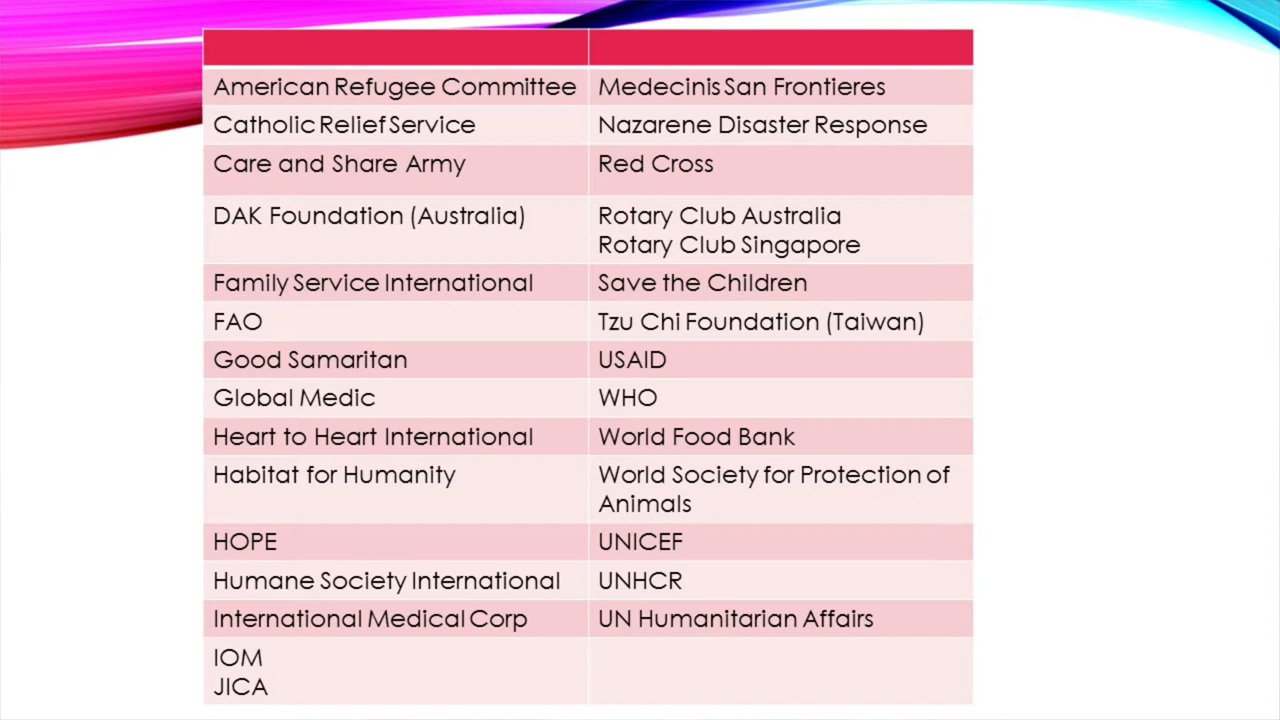 American Refugee Committee
Medecinis San Frontieres
Catholic Relief Service
Nazarene Disaster Response
Care and Share Army
Red Cross
DAK Foundation (Australia)
Rotary Club Australia
Rotary Club Singapore
Family Service International
Save the Children
FAO
Tzu Chi Foundation (Taiwan)
Good Samaritan
USAID
Global Medic
WHO
Heart to Heart International
World Food Bank
Habitat for Humanity
World Society for Protection of
Animals
HOPE
UNICEF
Humane Society International
UNHCR
International Medical Corp
UN Humanitarian Affairs
IOM
JICA